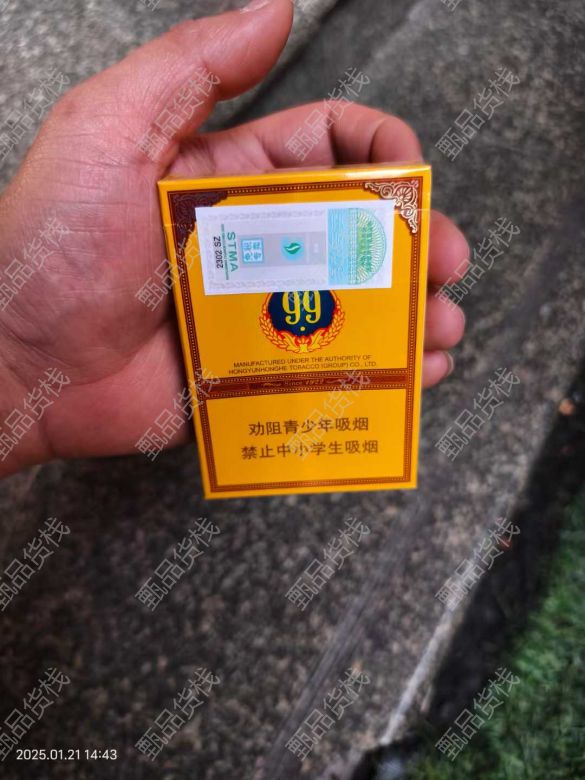 2302 SZ
STMA
99
MANUFACTURED UNDER THE AUTHORITY OF
HONGYUNHONGHE TOBACCO (GROUP) CO., LTD.
Since 1922
劝阻青少年吸烟
禁止中小学生吸烟
甄品货栈
2025.01.21 14:43